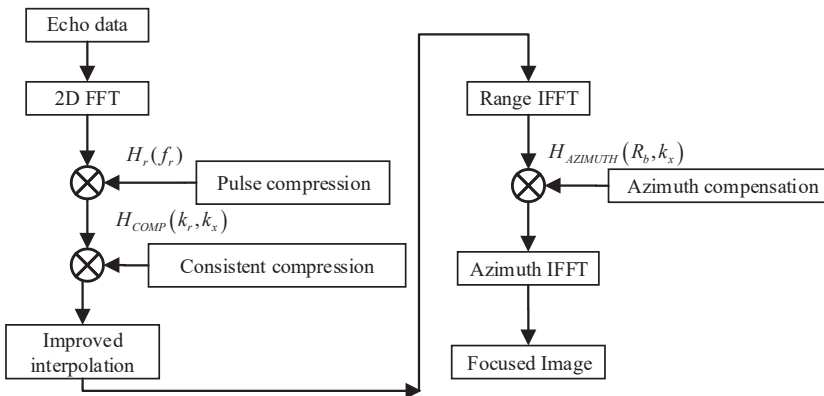 Echo data
2D FFT
H_r(f_r)
Pulse compression
H_COMP(k_r,k_x)
Consistent compression
Improved
interpolation
Range IFFT
H_AZIMUTH(R_b,k_x)
Azimuth compensation
Azimuth IFFT
Focused Image